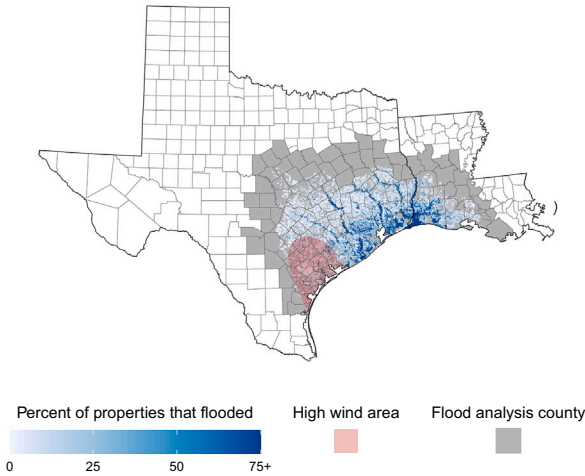 Percent of properties that flooded
High wind area
Flood analysis county
0 25 50 75+